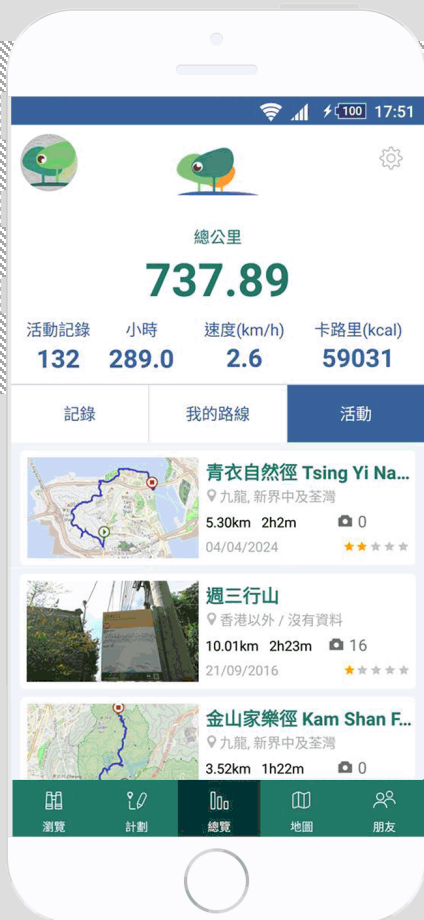 100 17:51
總公里
737.89
活動記錄 小時 速度(km/h) 卡路里(kcal)
132 289.0 2.6 59031
記錄 我的路線 活動
青衣自然徑 Tsing Yi Na...
九龍, 新界中及荃灣
5.30km 2h2m 0
04/04/2024
週三行山
香港以外 / 沒有資料
10.01km 2h23m 16
21/09/2016
金山家樂徑 Kam Shan F...
九龍, 新界中及荃灣
3.52km 1h22m 0
瀏覽 計劃 總覽 地圖 朋友